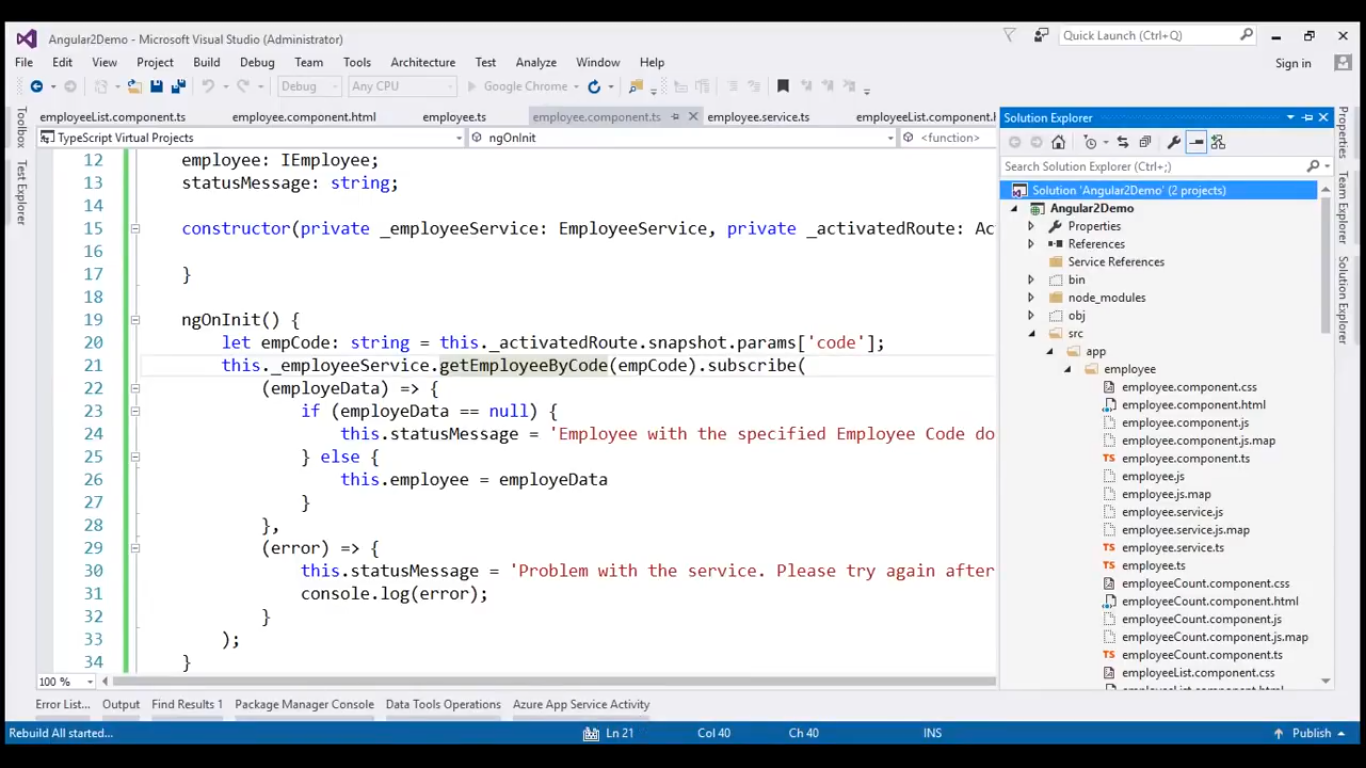 Angular2Demo - Microsoft Visual Studio (Administrator)
Quick Launch (Ctrl+Q)
File Edit View Project Build Debug Team Tools Architecture Test Analyze Window Help
Sign in
Debug Any CPU Google Chrome
employeeList.component.ts employee.component.html employee.ts employee.component.ts employee.service.ts employeeList.component.h
TypeScript Virtual Projects ngOnInit <function>
Toolbox
Test Explorer
12 employee: IEmployee;
13 statusMessage: string;
14
15 constructor(private _employeeService: EmployeeService, private _activatedRoute: Ac
16
17 }
18
19 ngOnInit() {
20 let empCode: string = this._activatedRoute.snapshot.params['code'];
21 this._employeeService.getEmployeeByCode(empCode).subscribe(
22 (employeData) => {
23 if (employeData == null) {
24 this.statusMessage = 'Employee with the specified Employee Code do
25 } else {
26 this.employee = employeData
27 }
28 },
29 (error) => {
30 this.statusMessage = 'Problem with the service. Please try again after
31 console.log(error);
32 }
33 );
34 }
100 %
Solution Explorer
Search Solution Explorer (Ctrl+;)
Solution 'Angular2Demo' (2 projects)
Angular2Demo
Properties
References
Service References
bin
node_modules
obj
src
app
employee
employee.component.css
employee.component.html
employee.component.js
employee.component.js.map
employee.component.ts
employee.js
employee.js.map
employee.service.js
employee.service.js.map
employee.service.ts
employee.ts
employeeCount.component.css
employeeCount.component.html
employeeCount.component.js
employeeCount.component.js.map
employeeCount.component.ts
employeeList.component.css
employeeList.component.html
Properties
Team Explorer
Solution Explorer
Error List... Output Find Results 1 Package Manager Console Data Tools Operations Azure App Service Activity
Rebuild All started... Ln 21 Col 40 Ch 40 INS Publish